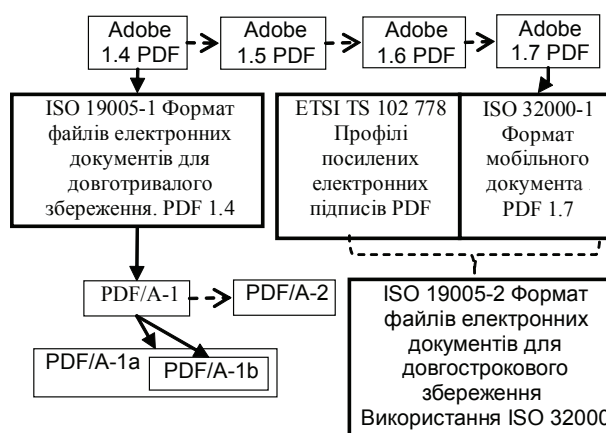 Adobe
1.4 PDF
Adobe
1.5 PDF
Adobe
1.6 PDF
Adobe
1.7 PDF
ISO 19005-1 Формат
файлів електронних
документів для
довготривалого
збереження. PDF 1.4
ETSI TS 102 778
Профілі
посилених
електронних
підписів PDF
ISO 32000-1
Формат
мобільного
документа
PDF 1.7
PDF/A-1
PDF/A-2
PDF/A-1a
PDF/A-1b
ISO 19005-2 Формат
файлів електронних
документів для
довгострокового
збереження
Використання ISO 32000